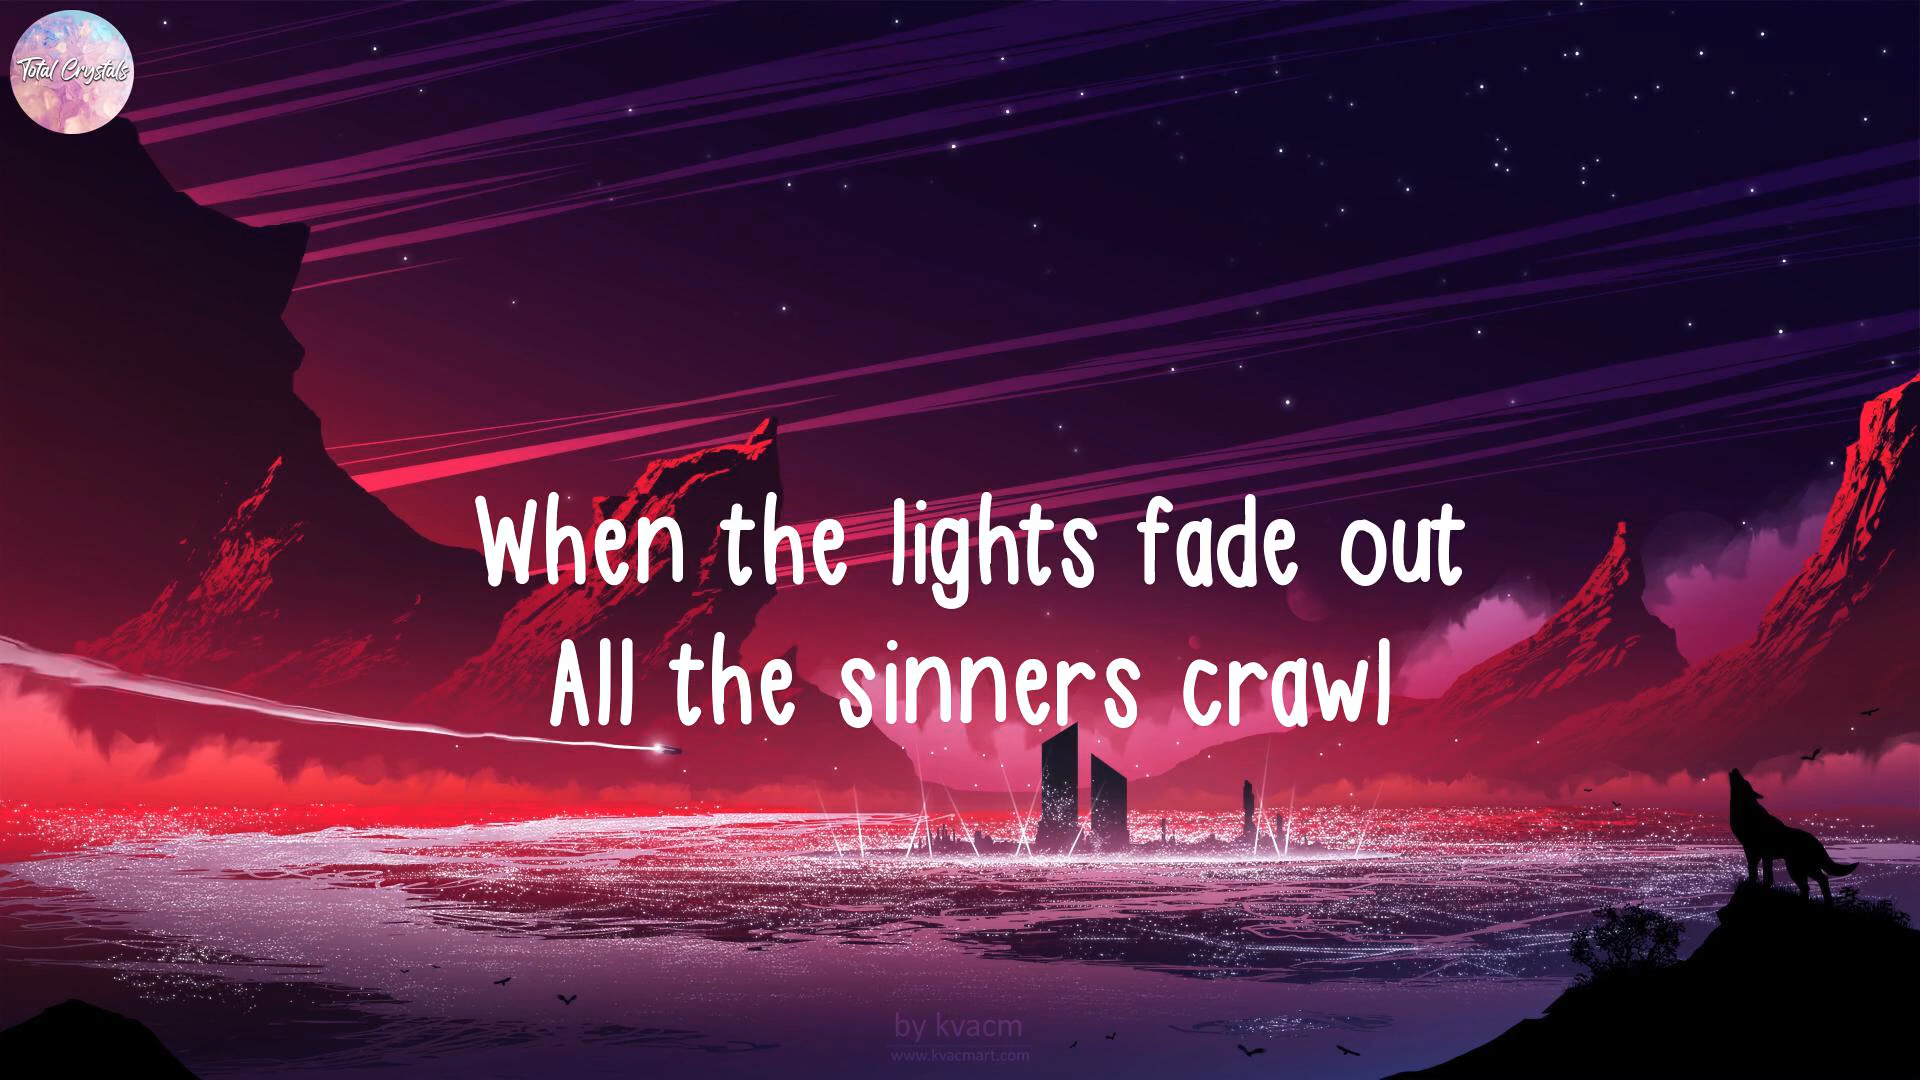 Total Crystals
When the lights fade out
All the sinners crawl
by kvacm
www.kvacmart.com